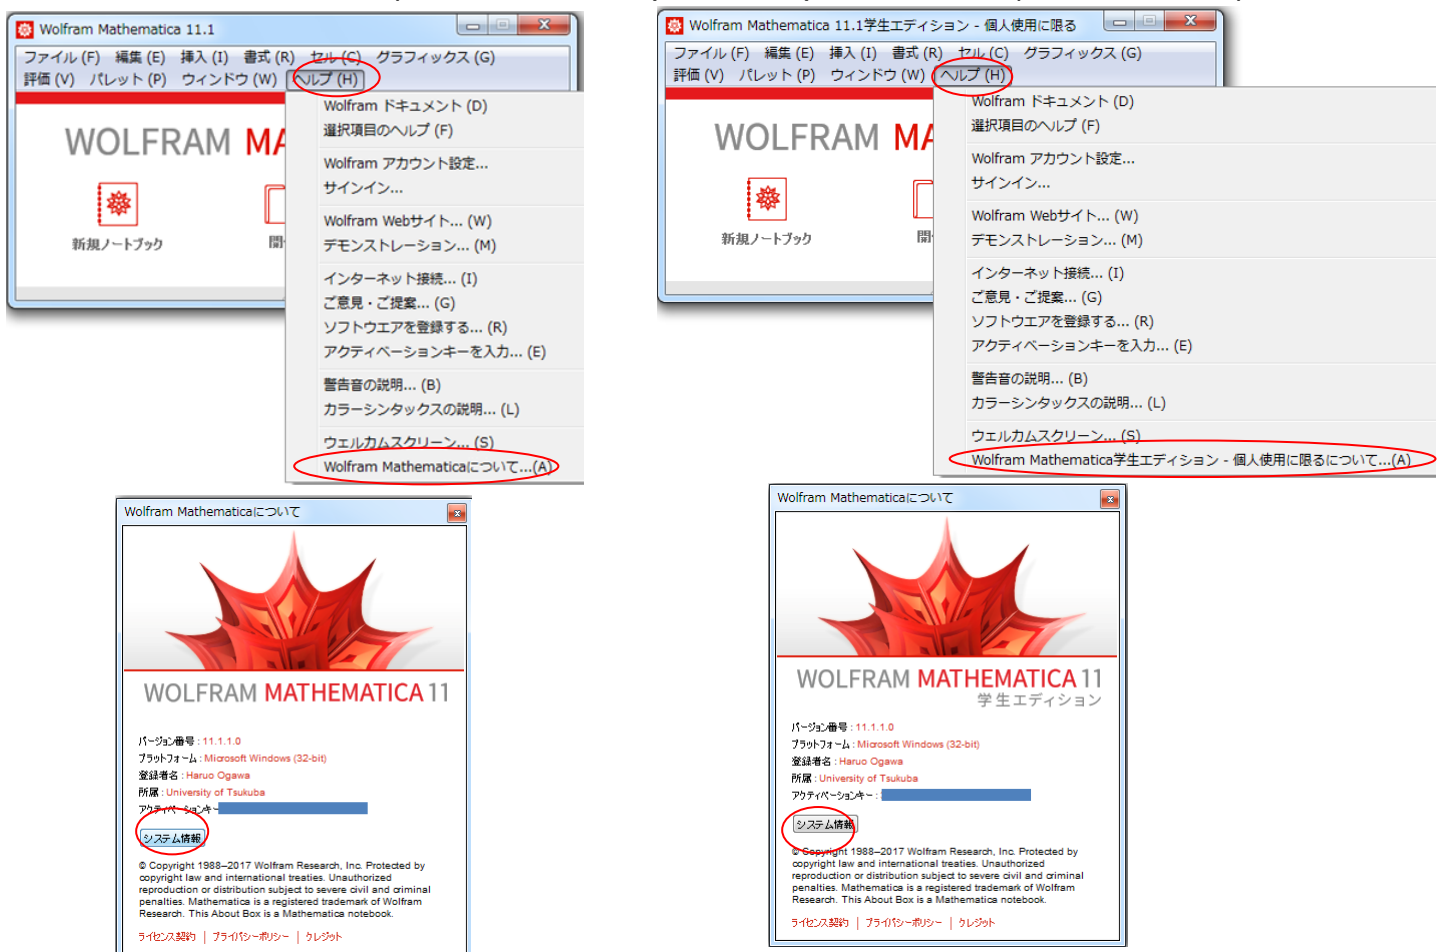 Wolfram Mathematica 11.1
ファイル (F) 編集 (E) 挿入 (I) 書式 (R) セル (C) グラフィックス (G)
評価 (V) パレット (P) ウィンドウ (W) ヘルプ (H)
WOLFRAM MA
新規ノートブック
開
Wolfram ドキュメント (D)
選択項目のヘルプ (F)
Wolfram アカウント設定...
サインイン...
Wolfram Webサイト... (W)
デモンストレーション... (M)
インターネット接続... (I)
ご意見・ご提案... (G)
ソフトウエアを登録する... (R)
アクティベーションキーを入力... (E)
警告音の説明... (B)
カラーシンタックスの説明... (L)
ウェルカムスクリーン... (S)
Wolfram Mathematicaについて...(A)
Wolfram Mathematicaについて
WOLFRAM MATHEMATICA 11
バージョン番号 : 11.1.1.0
プラットフォーム : Microsoft Windows (32-bit)
登録者名 : Haruo Ogawa
所属 : University of Tsukuba
アクティベーションキー
システム情報
© Copyright 1988–2017 Wolfram Research, Inc. Protected by
copyright law and international treaties. Unauthorized
reproduction or distribution subject to severe civil and criminal
penalties. Mathematica is a registered trademark of Wolfram
Research. This About Box is a Mathematica notebook.
ライセンス契約 | プライバシーポリシー | クレジット
Wolfram Mathematica 11.1学生エディション - 個人使用に限る
ファイル (F) 編集 (E) 挿入 (I) 書式 (R) セル (C) グラフィックス (G)
評価 (V) パレット (P) ウィンドウ (W) ヘルプ (H)
WOLFRAM MA
新規ノートブック
開
Wolfram ドキュメント (D)
選択項目のヘルプ (F)
Wolfram アカウント設定...
サインイン...
Wolfram Webサイト... (W)
デモンストレーション... (M)
インターネット接続... (I)
ご意見・ご提案... (G)
ソフトウエアを登録する... (R)
アクティベーションキーを入力... (E)
警告音の説明... (B)
カラーシンタックスの説明... (L)
ウェルカムスクリーン... (S)
Wolfram Mathematica学生エディション - 個人使用に限るについて...(A)
Wolfram Mathematicaについて
WOLFRAM MATHEMATICA 11
学生エディション
バージョン番号 : 11.1.1.0
プラットフォーム : Microsoft Windows (32-bit)
登録者名 : Haruo Ogawa
所属 : University of Tsukuba
アクティベーションキー :
システム情報
© Copyright 1988–2017 Wolfram Research, Inc. Protected by
copyright law and international treaties. Unauthorized
reproduction or distribution subject to severe civil and criminal
penalties. Mathematica is a registered trademark of Wolfram
Research. This About Box is a Mathematica notebook.
ライセンス契約 | プライバシーポリシー | クレジット